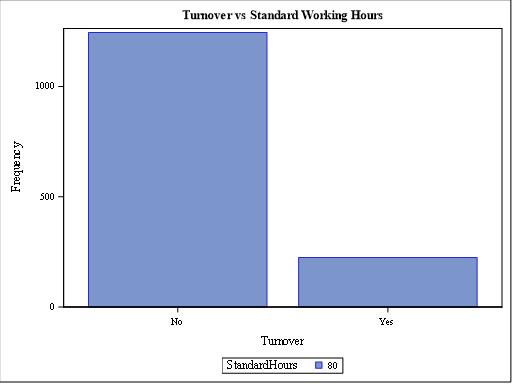 Turnover vs Standard Working Hours
Frequency
1000
500
0
No Yes
Turnover
StandardHours 80